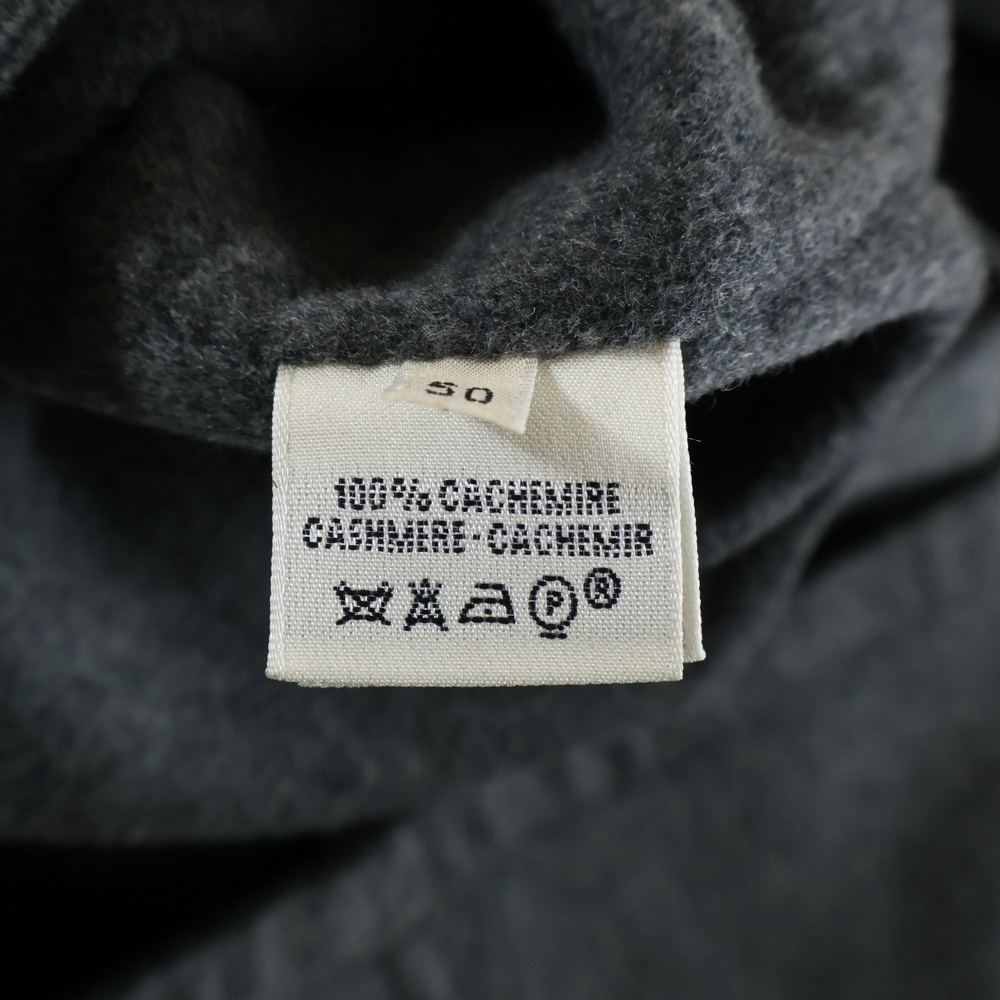 50
100% CACHEMIRE
CASHMERE-CACHEMIR
P ®